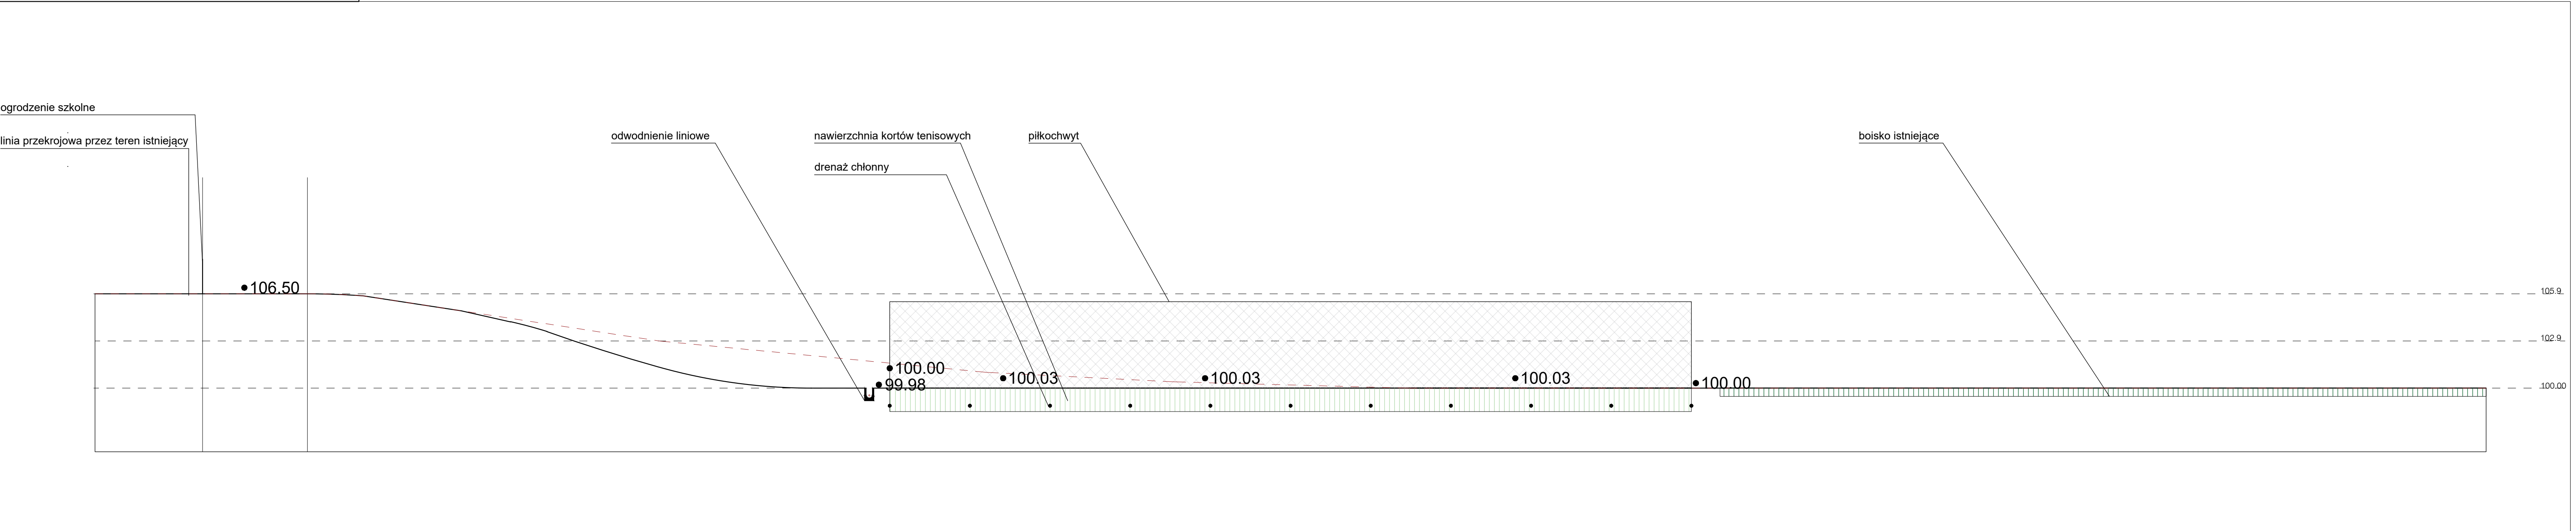 ogrodzenie szkolne
linia przekrojowa przez teren istniejący
odwodnienie liniowe
nawierzchnia kortów tenisowych
piłkochwyt
boisko istniejące
drenaż chłonny
106.50
105.9
102.9
100.00
99.98
100.03
100.03
100.03
100.00
100.00